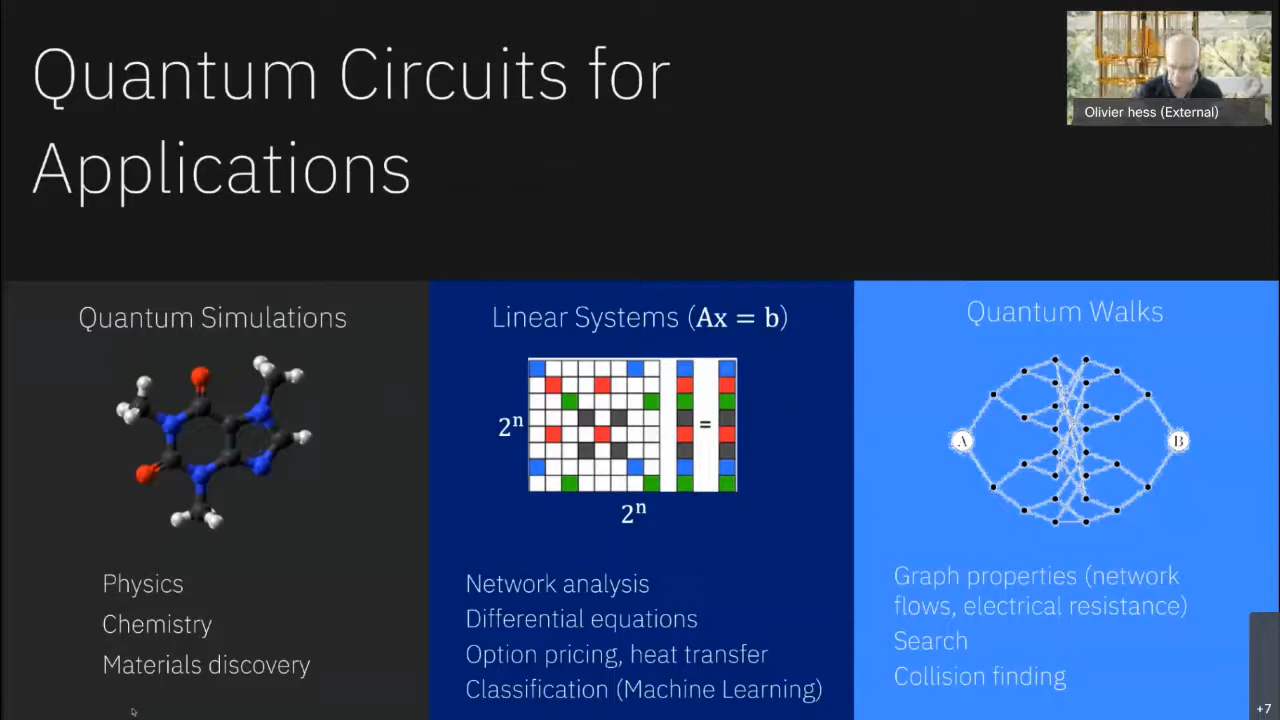 Quantum Circuits for
Applications
Olivier hess (External)
Quantum Simulations
Physics
Chemistry
Materials discovery
Linear Systems (Ax = b)
2ⁿ
=
2ⁿ
Network analysis
Differential equations
Option pricing, heat transfer
Classification (Machine Learning)
Quantum Walks
A
B
Graph properties (network
flows, electrical resistance)
Search
Collision finding
+7